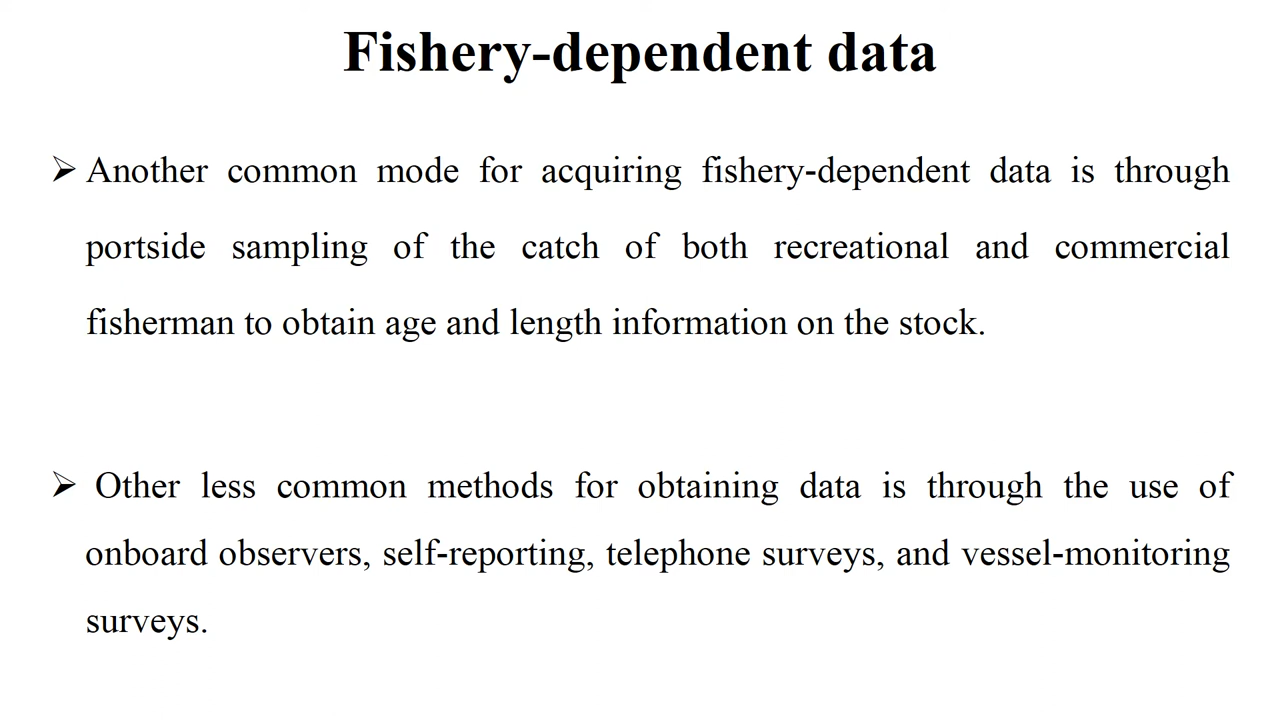 Fishery-dependent data
➢ Another common mode for acquiring fishery-dependent data is through
portside sampling of the catch of both recreational and commercial
fisherman to obtain age and length information on the stock.
➢ Other less common methods for obtaining data is through the use of
onboard observers, self-reporting, telephone surveys, and vessel-monitoring
surveys.